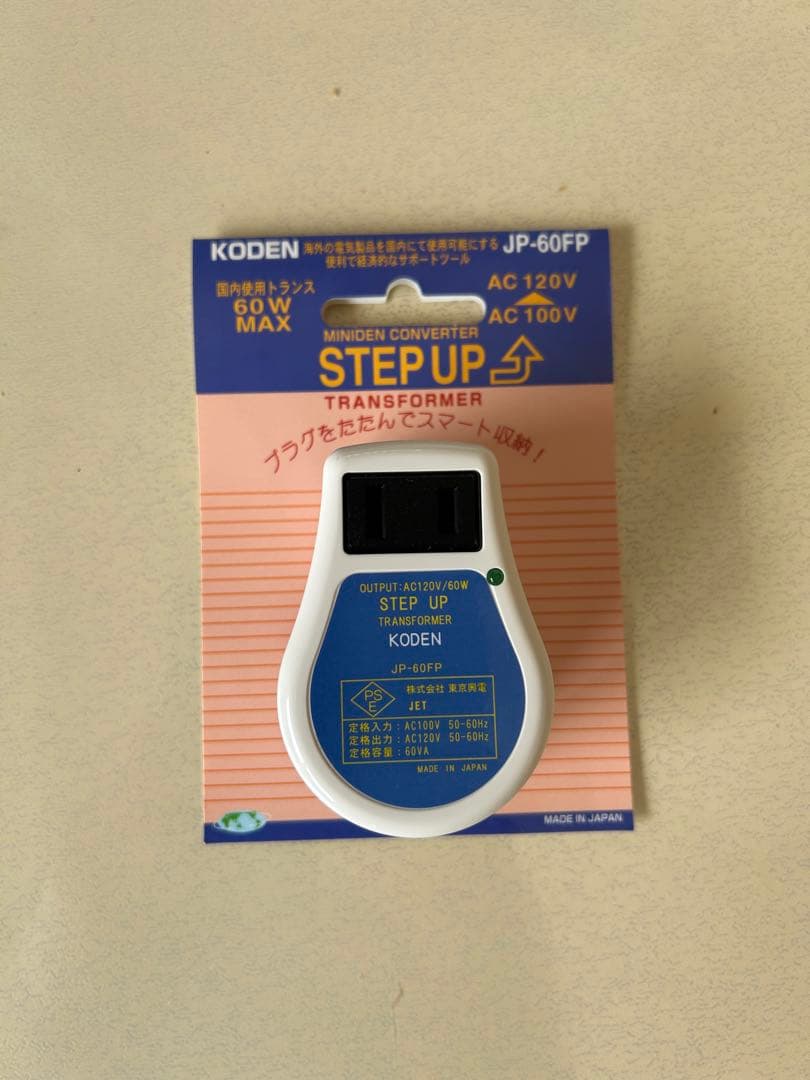 KODEN 海外の電気製品を国内にて使用可能にする JP-60FP
便利で経済的なサポートツール
国内使用トランス
60W
MAX
AC 120V
AC 100V
MINIDEN CONVERTER
STEP UP
TRANSFORMER
プラグをたたんでスマート収納!
OUTPUT:AC120V/60W
STEP UP
TRANSFORMER
KODEN
JP-60FP
PS
E
株式会社 東京興電
JET
定格入力:AC100V 50-60Hz
定格出力:AC120V 50-60Hz
定格容量:60VA
MADE IN JAPAN
MADE IN JAPAN